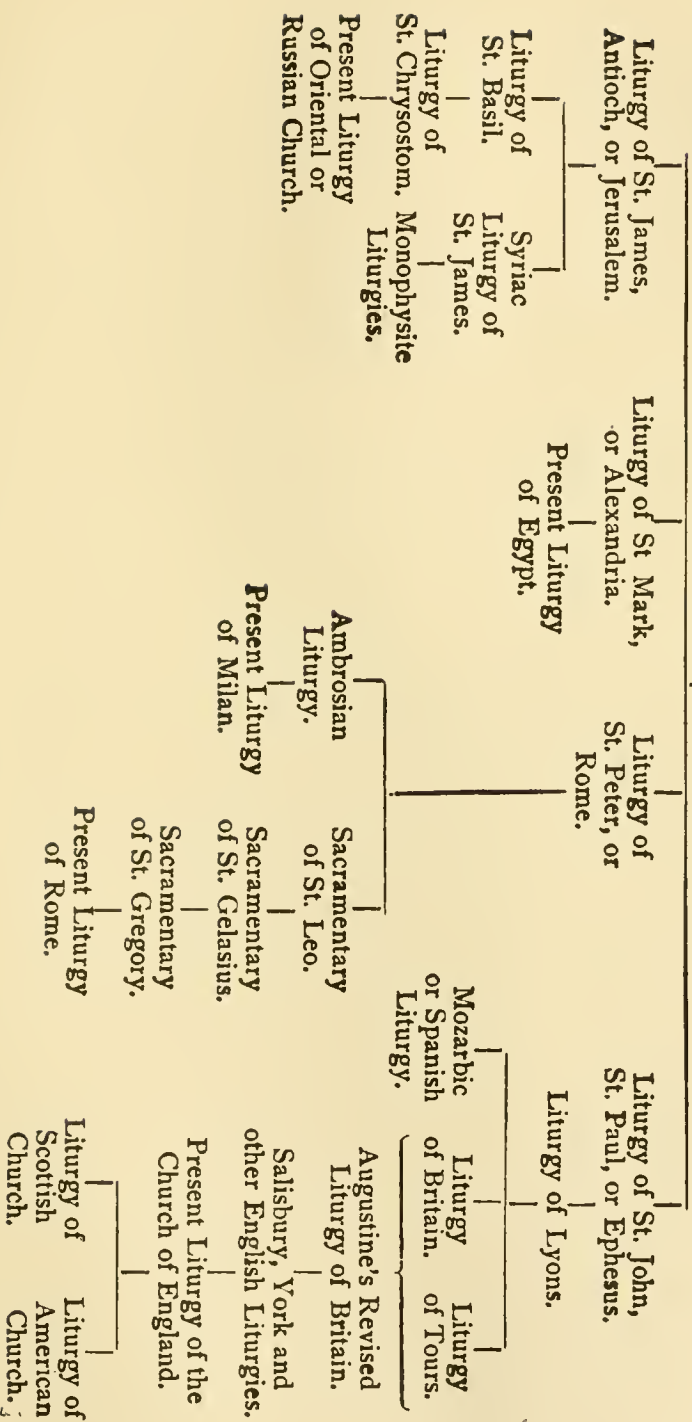 Liturgy of St. James,
Antioch, or Jerusalem.
Liturgy of
St. Basil.
Liturgy of
St. Chrysostom.
Present Liturgy
of Oriental or
Russian Church.
Syriac
Liturgy of
St. James.
Monophysite
Liturgies.
Liturgy of St Mark,
or Alexandria.
Present Liturgy
of Egypt.
Liturgy of
St. Peter, or
Rome.
Ambrosian
Liturgy.
Present Liturgy
of Milan.
Sacramentary
of St. Leo.
Sacramentary
of St. Gelasius.
Sacramentary
of St. Gregory.
Present Liturgy
of Rome.
Liturgy of St. John,
St. Paul, or Ephesus.
Liturgy of Lyons.
Mozarbic
or Spanish
Liturgy.
Liturgy
of Britain.
Liturgy
of Tours.
Augustine's Revised
Liturgy of Britain.
Salisbury, York and
other English Liturgies.
Present Liturgy of the
Church of England.
Liturgy of
Scottish
Church.
Liturgy of
American
Church.